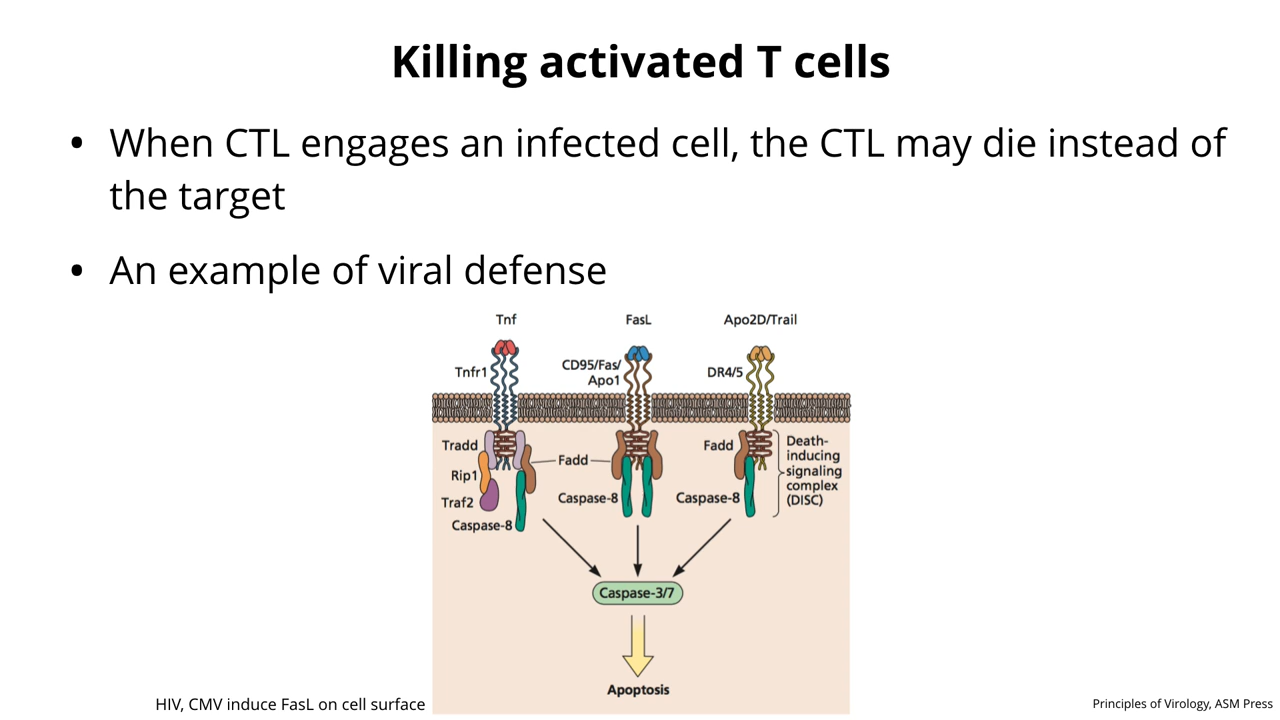 Killing activated T cells
• When CTL engages an infected cell, the CTL may die instead of
the target
• An example of viral defense
Tnf
FasL
Apo2D/Trail
Tnfr1
CD95/Fas/
Apo1
DR4/5
Tradd
Rip1
Traf2
Caspase-8
Fadd
Caspase-8
Fadd
Caspase-8
Death-
inducing
signaling
complex
(DISC)
Caspase-3/7
Apoptosis
HIV, CMV induce FasL on cell surface
Principles of Virology, ASM Press